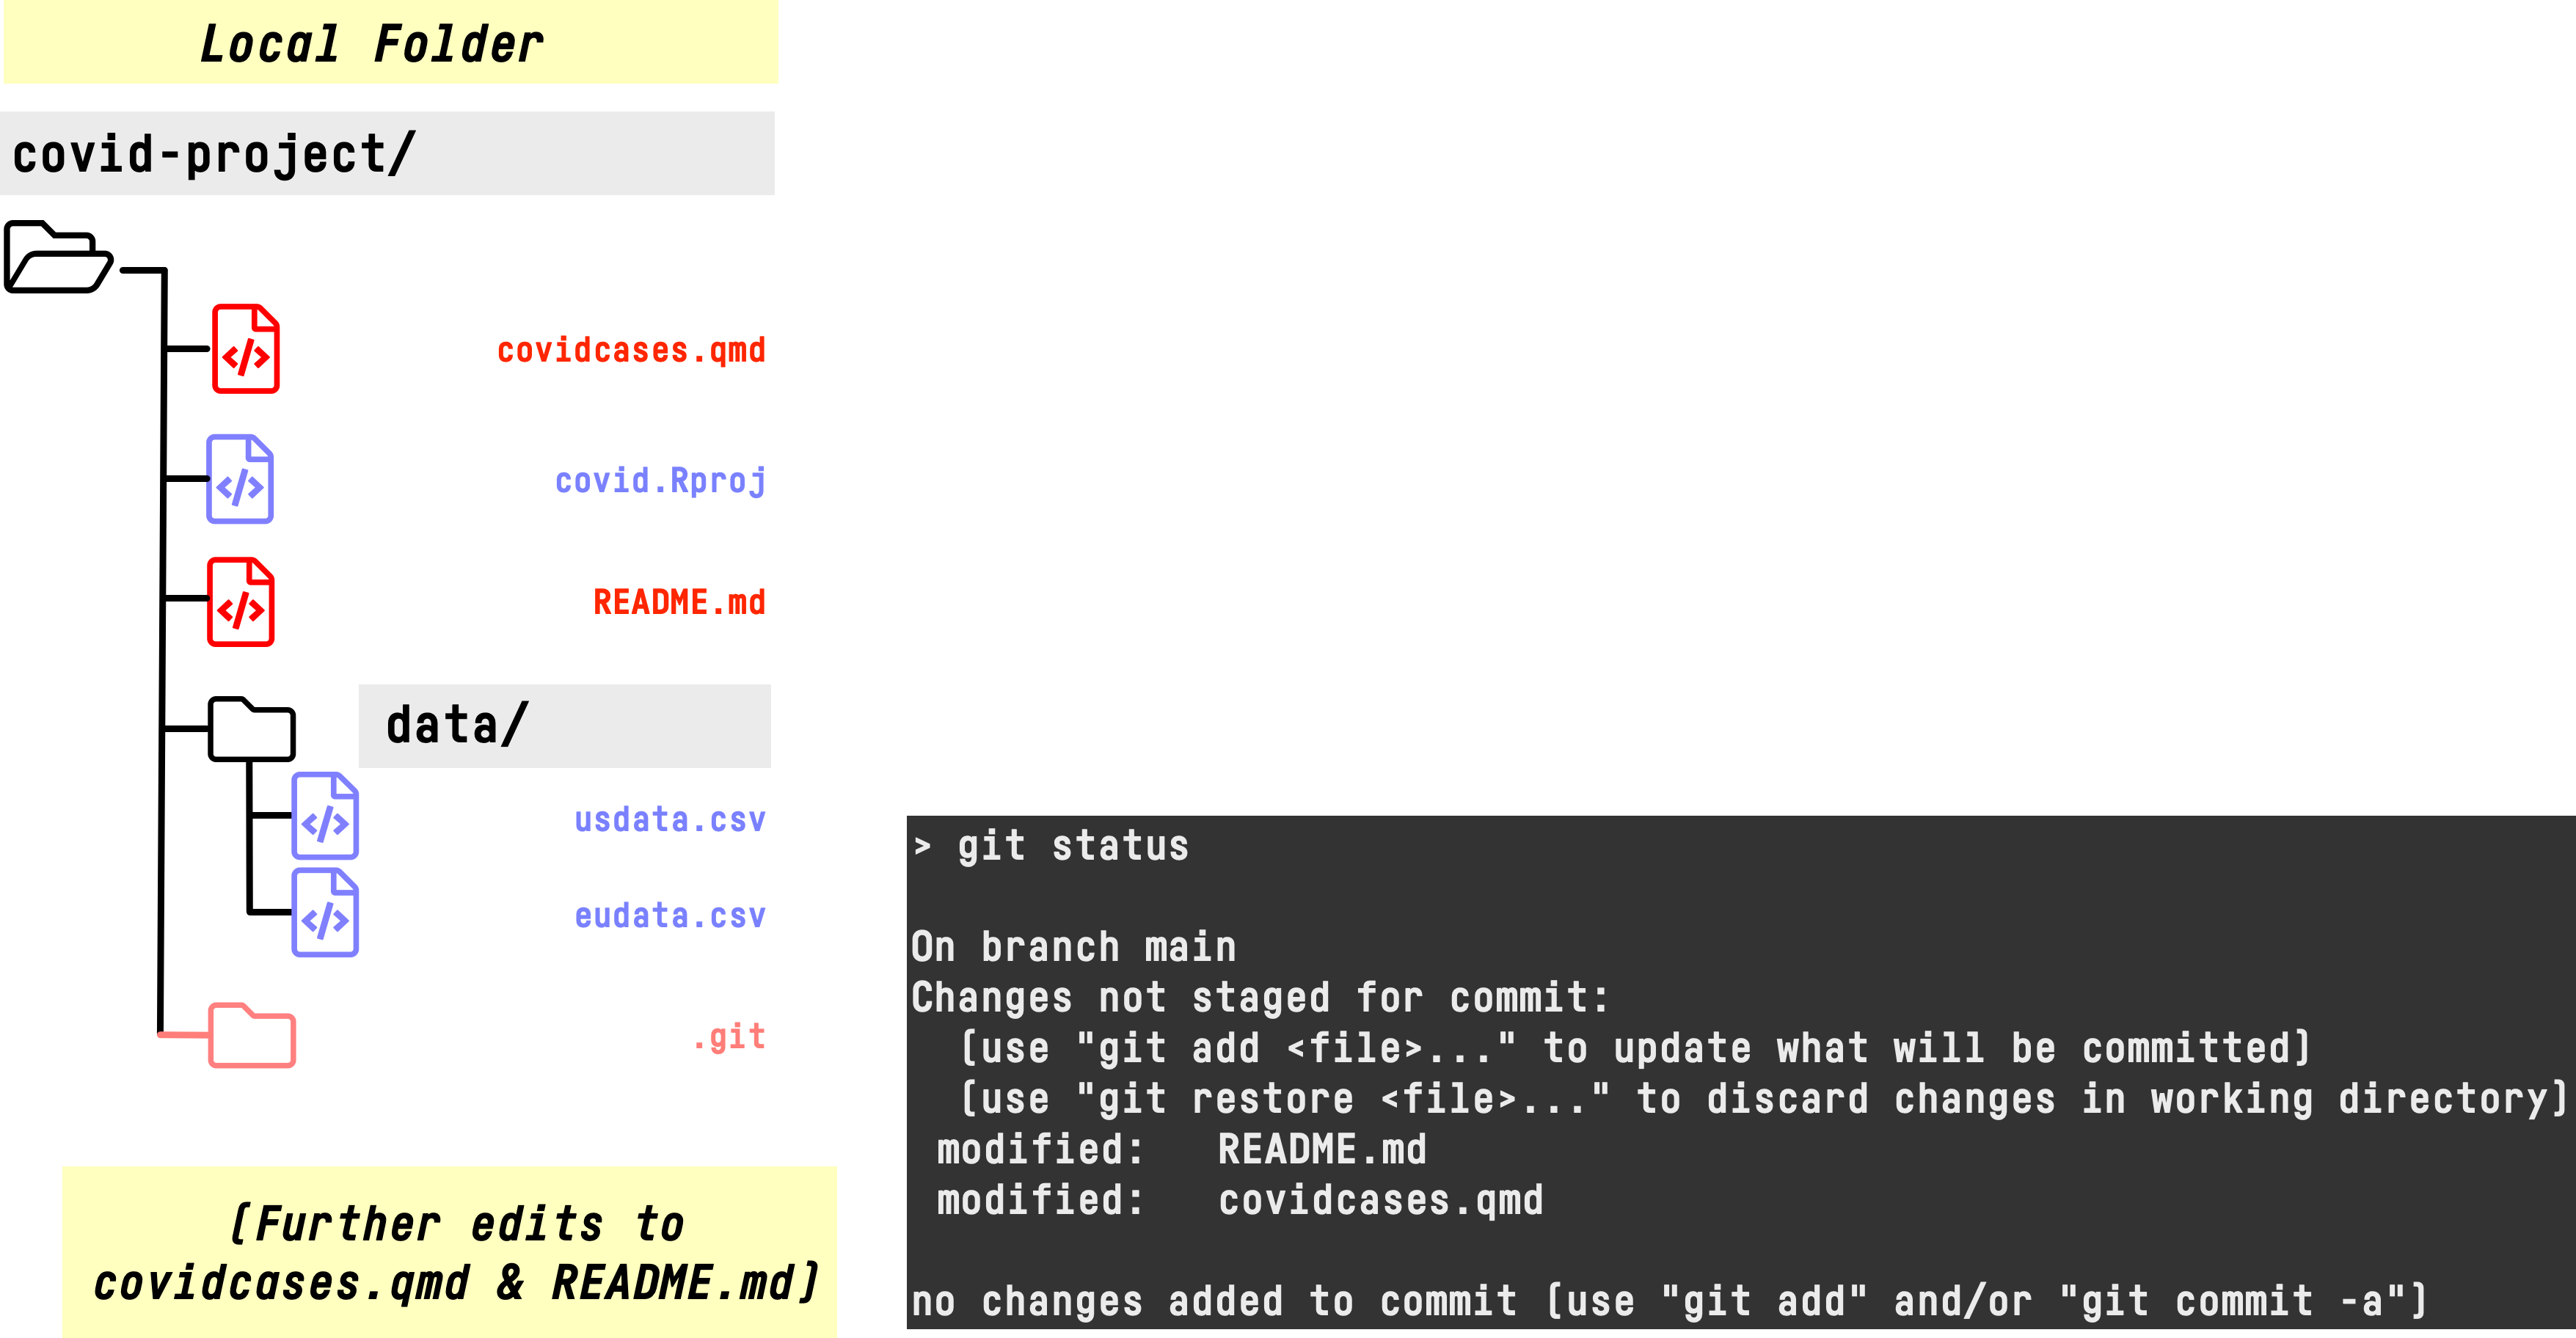 Local Folder
covid-project/
covidcases.qmd
covid.Rproj
README.md
data/
usdata.csv
eudata.csv
.git
(Further edits to
covidcases.qmd & README.md)
> git status
On branch main
Changes not staged for commit:
(use "git add <file>..." to update what will be committed)
(use "git restore <file>..." to discard changes in working directory)
modified:   README.md
modified:   covidcases.qmd
no changes added to commit (use "git add" and/or "git commit -a")